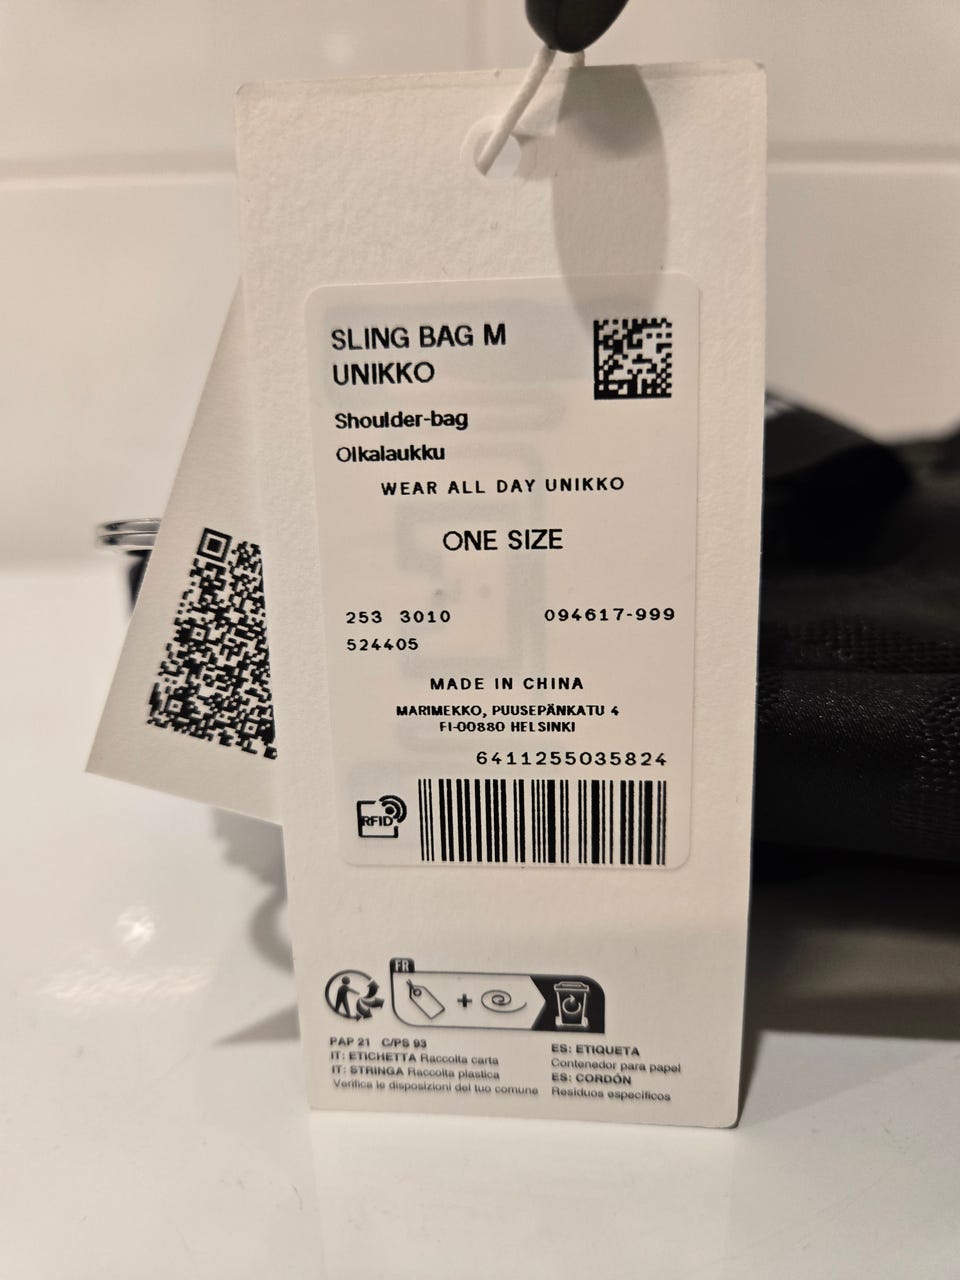 SLING BAG M
UNIKKO
Shoulder-bag
Olkalaukku
WEAR ALL DAY UNIKKO
ONE SIZE
253 3010 094617-999
524405
MADE IN CHINA
MARIMEKKO, PUUSEPÄNKATU 4
FI-00880 HELSINKI
6411255035824
RFID
FR
PAP 21 C/PS 93
IT: ETICHETTA Raccolta carta
IT: STRINGA Raccolta plastica
Verifica le disposizioni del tuo comune
ES: ETIQUETA
Contenedor para papel
ES: CORDÓN
Residuos específicos